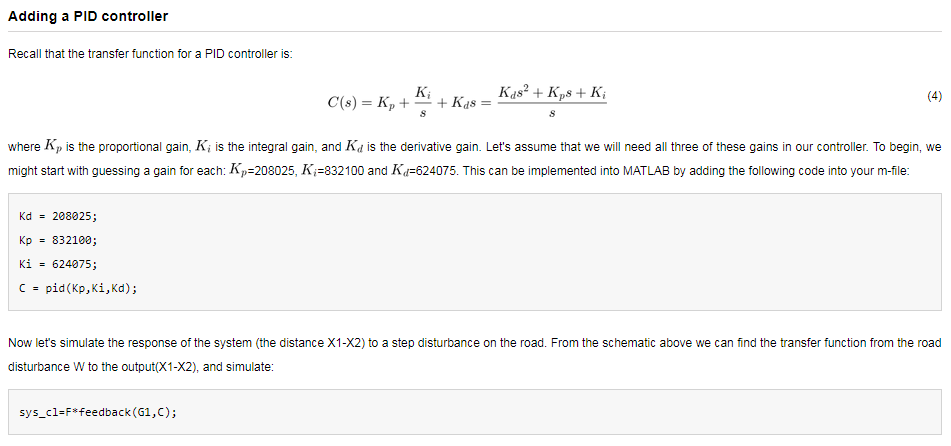 Adding a PID controller
Recall that the transfer function for a PID controller is:
C(s) = K_p + K_i/s + K_d s = (K_d s² + K_p s + K_i)/s (4)
where K_p is the proportional gain, K_i is the integral gain, and K_d is the derivative gain. Let's assume that we will need all three of these gains in our controller. To begin, we
might start with guessing a gain for each: K_p=208025, K_i=832100 and K_d=624075. This can be implemented into MATLAB by adding the following code into your m-file:
Kd = 208025;
Kp = 832100;
Ki = 624075;
C = pid(Kp,Ki,Kd);
Now let's simulate the response of the system (the distance X1-X2) to a step disturbance on the road. From the schematic above we can find the transfer function from the road
disturbance W to the output(X1-X2), and simulate:
sys_cl=F*feedback(G1,C);